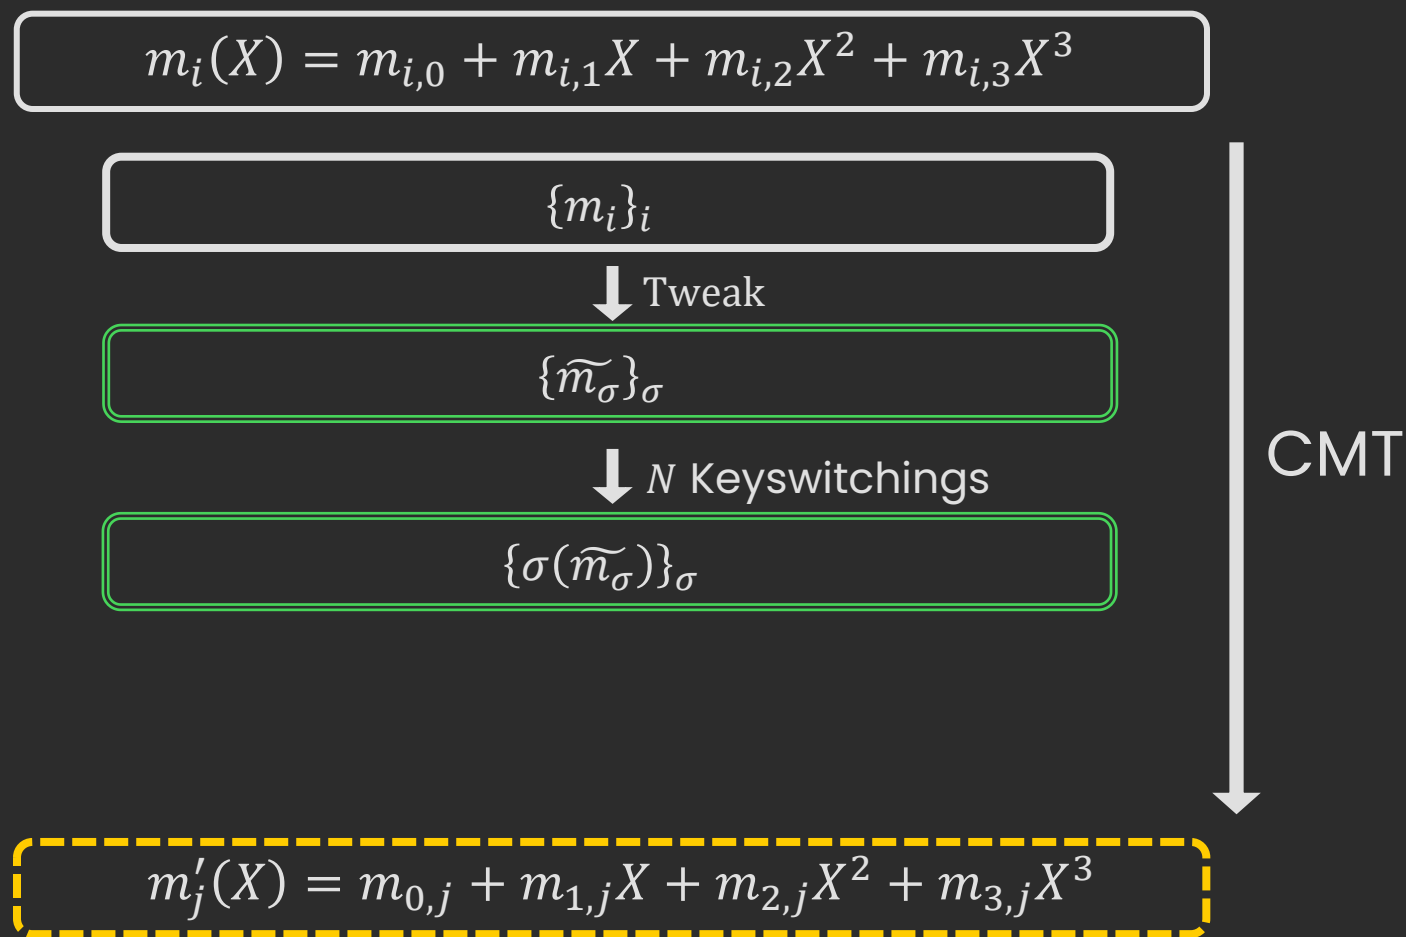 m_i(X) = m_{i,0} + m_{i,1}X + m_{i,2}X^2 + m_{i,3}X^3
{m_i}_i
Tweak
{\widetilde{m_σ}}_σ
CMT
N Keyswitchings
{σ(\widetilde{m_σ})}_σ
m'_j(X) = m_{0,j} + m_{1,j}X + m_{2,j}X^2 + m_{3,j}X^3